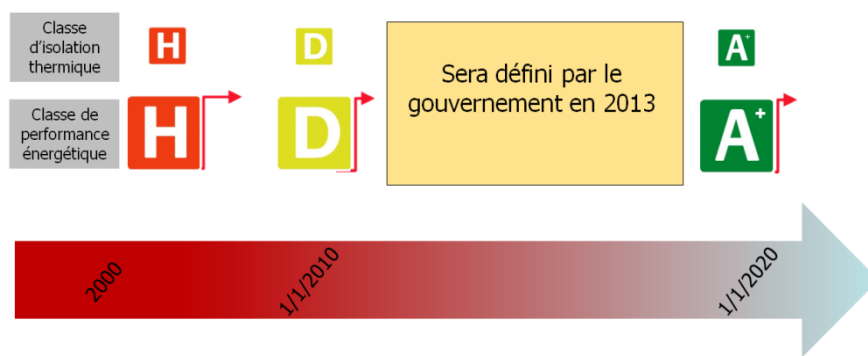 Classe
d'isolation
thermique
H
D
A+
Sera défini par le
gouvernement en 2013
Classe de
performance
énergétique
H
D
A+
2000
1/1/2010
1/1/2020